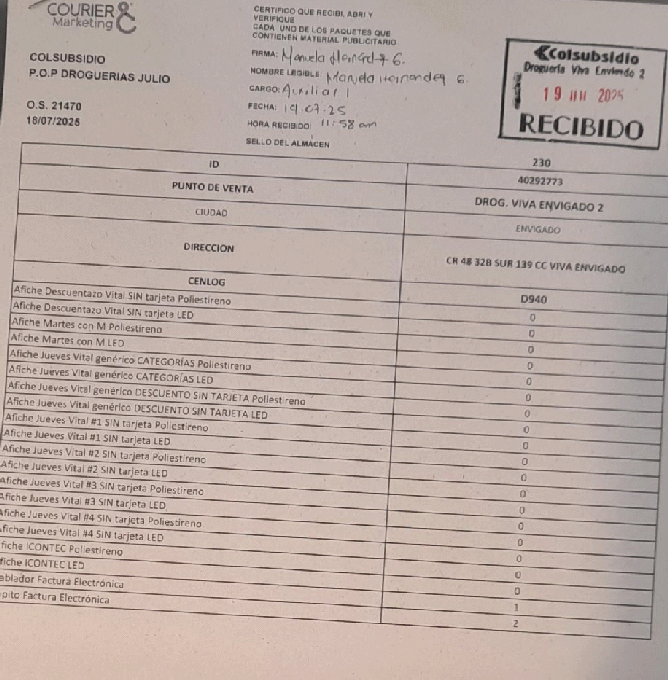 COURIER &
Marketing
COLSUBSIDIO
P.O.P DROGUERIAS JULIO
O.S. 21470
18/07/2025
CERTIFICO QUE RECIBI, ABRI Y
VERIFIQUE
CADA UNO DE LOS PAQUETES QUE
CONTIENEN MATERIAL PUBLICITARIO
FIRMA: Manuela G.
NOMBRE LEGIBLE: Hernandez G.
CARGO: Auxiliar 1
FECHA: 19.07.25
HORA RECIBIDO: 11:58 am
SELLO DEL ALMACEN
Colsubsidio
Droguería Viva Envigado 2
19 JUL 2025
RECIBIDO
ID 230
PUNTO DE VENTA 40292773
DROG. VIVA ENVIGADO 2
CIUDAD ENVIGADO
DIRECCION CR 48 32B SUR 139 CC VIVA ENVIGADO
CENLOG D940
Afiche Descuentazo Vital SIN tarjeta Poliestireno 0
Afiche Descuentazo Vital SIN tarjeta LED 0
Afiche Martes con M Poliestireno 0
Afiche Martes con M LED 0
Afiche Jueves Vital genérico CATEGORÍAS Poliestireno 0
Afiche Jueves Vital genérico CATEGORÍAS LED 0
Afiche Jueves Vital genérico DESCUENTO SIN TARJETA Poliestireno 0
Afiche Jueves Vital genérico DESCUENTO SIN TARJETA LED 0
Afiche Jueves Vital #1 SIN tarjeta Poliestireno 0
Afiche Jueves Vital #1 SIN tarjeta LED 0
Afiche Jueves Vital #2 SIN tarjeta Poliestireno 0
Afiche Jueves Vital #2 SIN tarjeta LED 0
Afiche Jueves Vital #3 SIN tarjeta Poliestireno 0
Afiche Jueves Vital #3 SIN tarjeta LED 0
Afiche Jueves Vital #4 SIN tarjeta Poliestireno 0
Afiche Jueves Vital #4 SIN tarjeta LED 0
fiche ICONTEC Poliestireno 0
fiche ICONTEC LED 0
ablador Factura Electrónica 1
opito Factura Electrónica 2